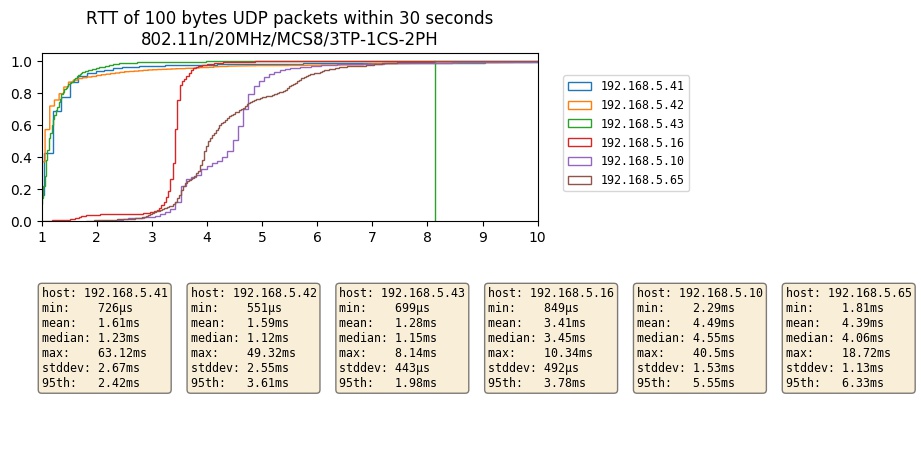 RTT of 100 bytes UDP packets within 30 seconds
802.11n/20MHz/MCS8/3TP-1CS-2PH
1.0
0.8
0.6
0.4
0.2
0.0
1 2 3 4 5 6 7 8 9 10
192.168.5.41
192.168.5.42
192.168.5.43
192.168.5.16
192.168.5.10
192.168.5.65
host: 192.168.5.41
min: 726µs
mean: 1.61ms
median: 1.23ms
max: 63.12ms
stddev: 2.67ms
95th: 2.42ms
host: 192.168.5.42
min: 551µs
mean: 1.59ms
median: 1.12ms
max: 49.32ms
stddev: 2.55ms
95th: 3.61ms
host: 192.168.5.43
min: 699µs
mean: 1.28ms
median: 1.15ms
max: 8.14ms
stddev: 443µs
95th: 1.98ms
host: 192.168.5.16
min: 849µs
mean: 3.41ms
median: 3.45ms
max: 10.34ms
stddev: 492µs
95th: 3.78ms
host: 192.168.5.10
min: 2.29ms
mean: 4.49ms
median: 4.55ms
max: 40.5ms
stddev: 1.53ms
95th: 5.55ms
host: 192.168.5.65
min: 1.81ms
mean: 4.39ms
median: 4.06ms
max: 18.72ms
stddev: 1.13ms
95th: 6.33ms